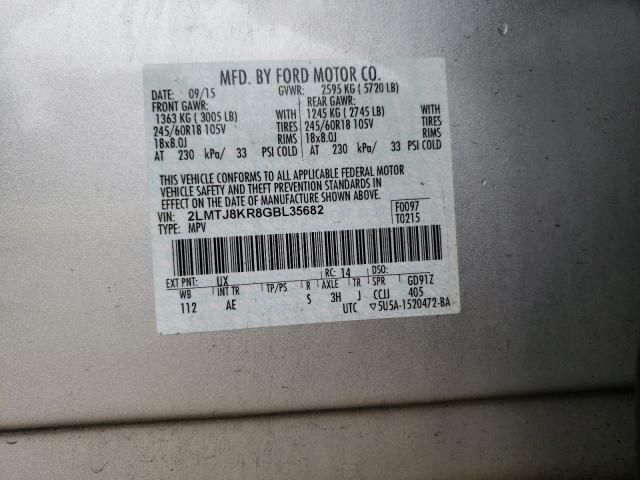 MFD. BY FORD MOTOR CO.
DATE: 09/15 GVWR: 2595 KG ( 5720 LB)
FRONT GAWR: REAR GAWR:
1363 KG ( 3005 LB) WITH 1245 KG ( 2745 LB) WITH
245/60R18 105V TIRES 245/60R18 105V TIRES
18x8.0J RIMS 18x8.0J RIMS
AT 230 kPa/ 33 PSI COLD AT 230 kPa/ 33 PSI COLD
THIS VEHICLE CONFORMS TO ALL APPLICABLE FEDERAL MOTOR
VEHICLE SAFETY AND THEFT PREVENTION STANDARDS IN
EFFECT ON THE DATE OF MANUFACTURE SHOWN ABOVE.
VIN: 2LMTJ8KR8GBL35682 F0097
TYPE: MPV T0215
EXT PNT: UX RC: 14 DSO:
WB INT TR TP/PS R AXLE TR SPR GD91Z
112 AE S 3H J CCJJ 405
UTC ▽5U5A-1520472-BA